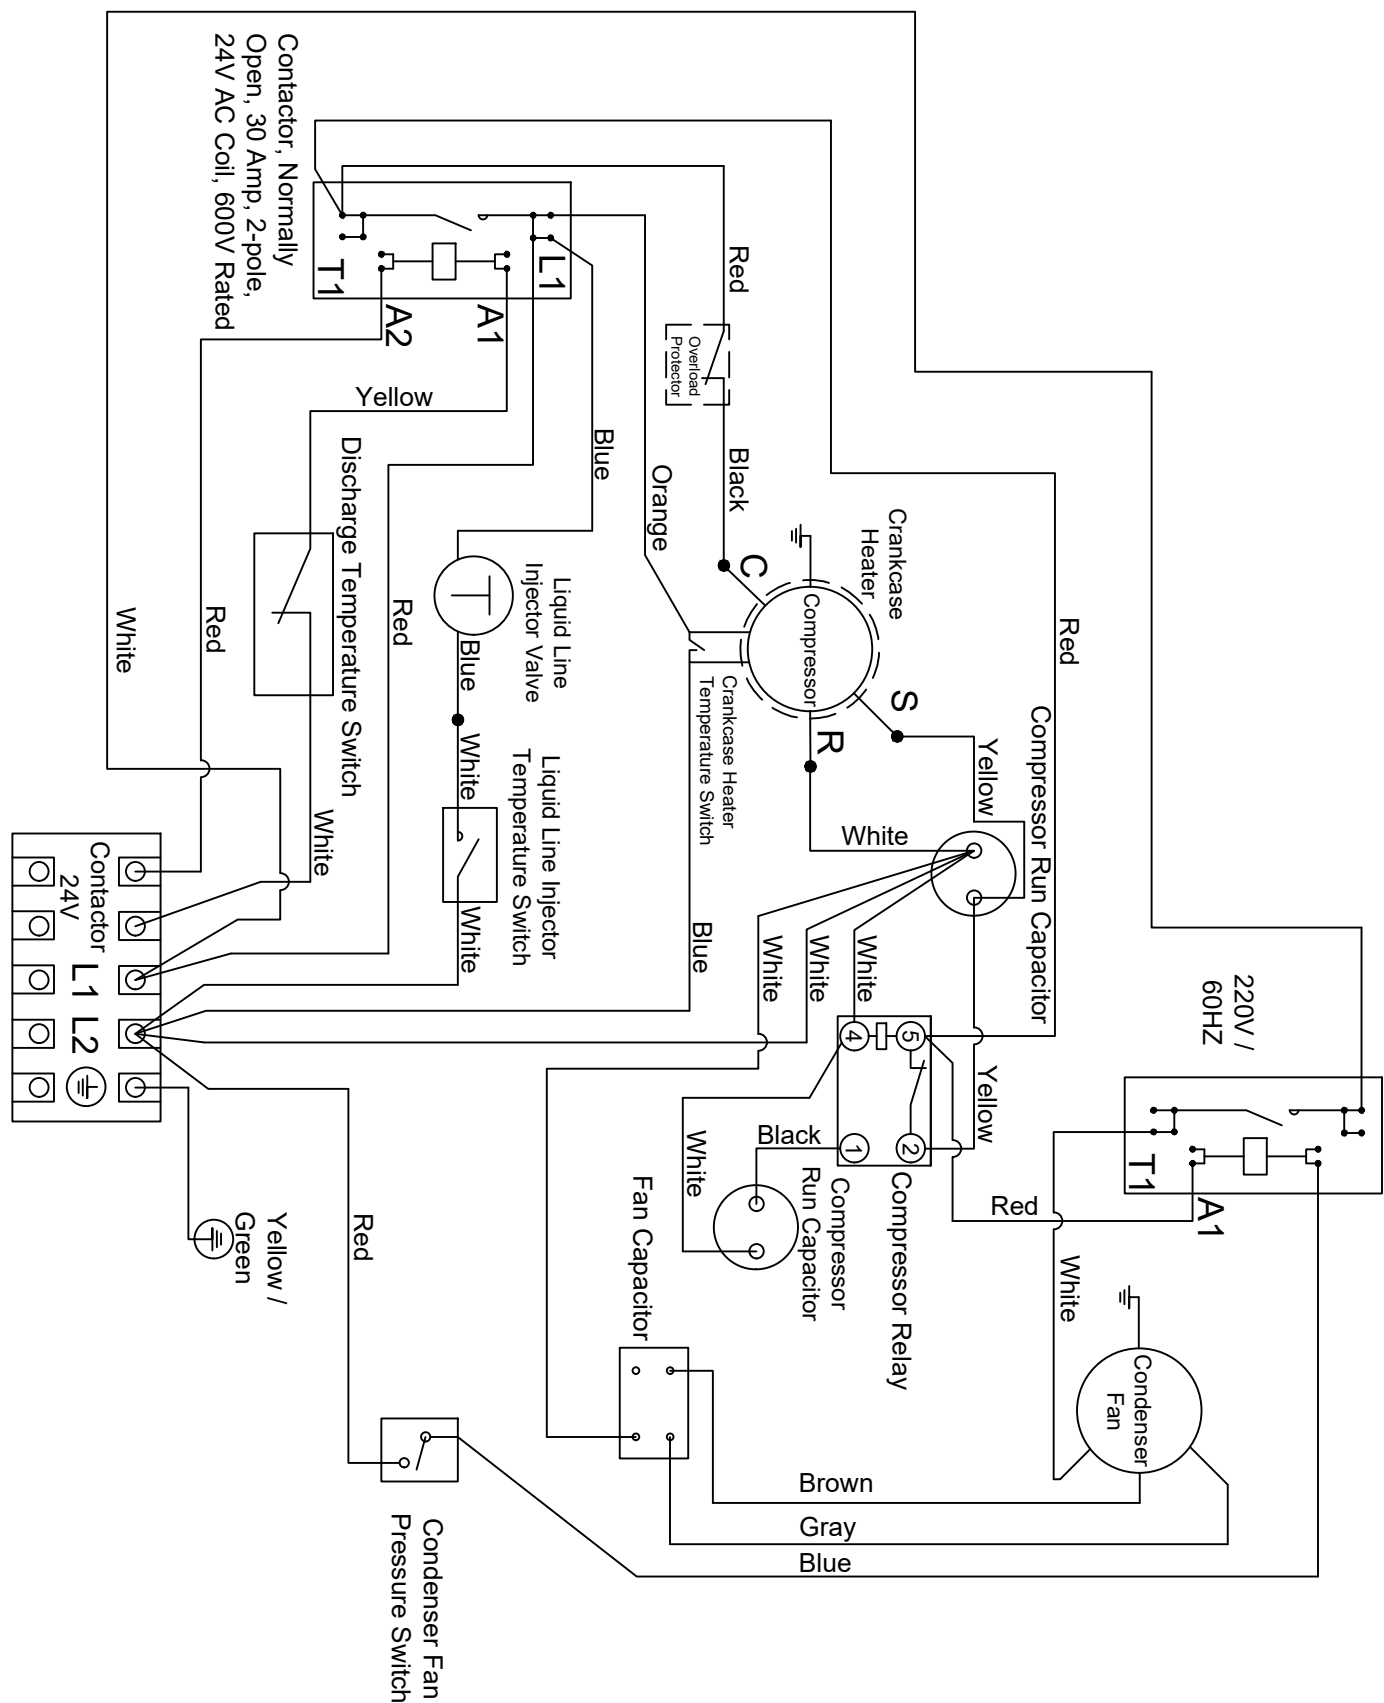 Contactor, Normally
Open, 30 Amp, 2-pole,
24V AC Coil, 600V Rated
T1
L1
A2
A1
Yellow
Red
Overload
Protector
Black
Blue
Orange
C
Crankcase
Heater
Compressor
S
R
Crankcase Heater
Temperature Switch
Red
Compressor Run Capacitor
Yellow
White
Discharge Temperature Switch
White
Red
Red
White
Liquid Line
Injector Valve
Blue
White
Liquid Line Injector
Temperature Switch
White
Blue
White
White
White
Contactor
24V
L1
L2
4
5
1
2
Yellow
Black
White
Compressor
Run Capacitor
Compressor Relay
220V /
60HZ
T1
A1
Red
White
Condenser
Fan
Fan Capacitor
Yellow /
Green
Red
Brown
Gray
Blue
Condenser Fan
Pressure Switch